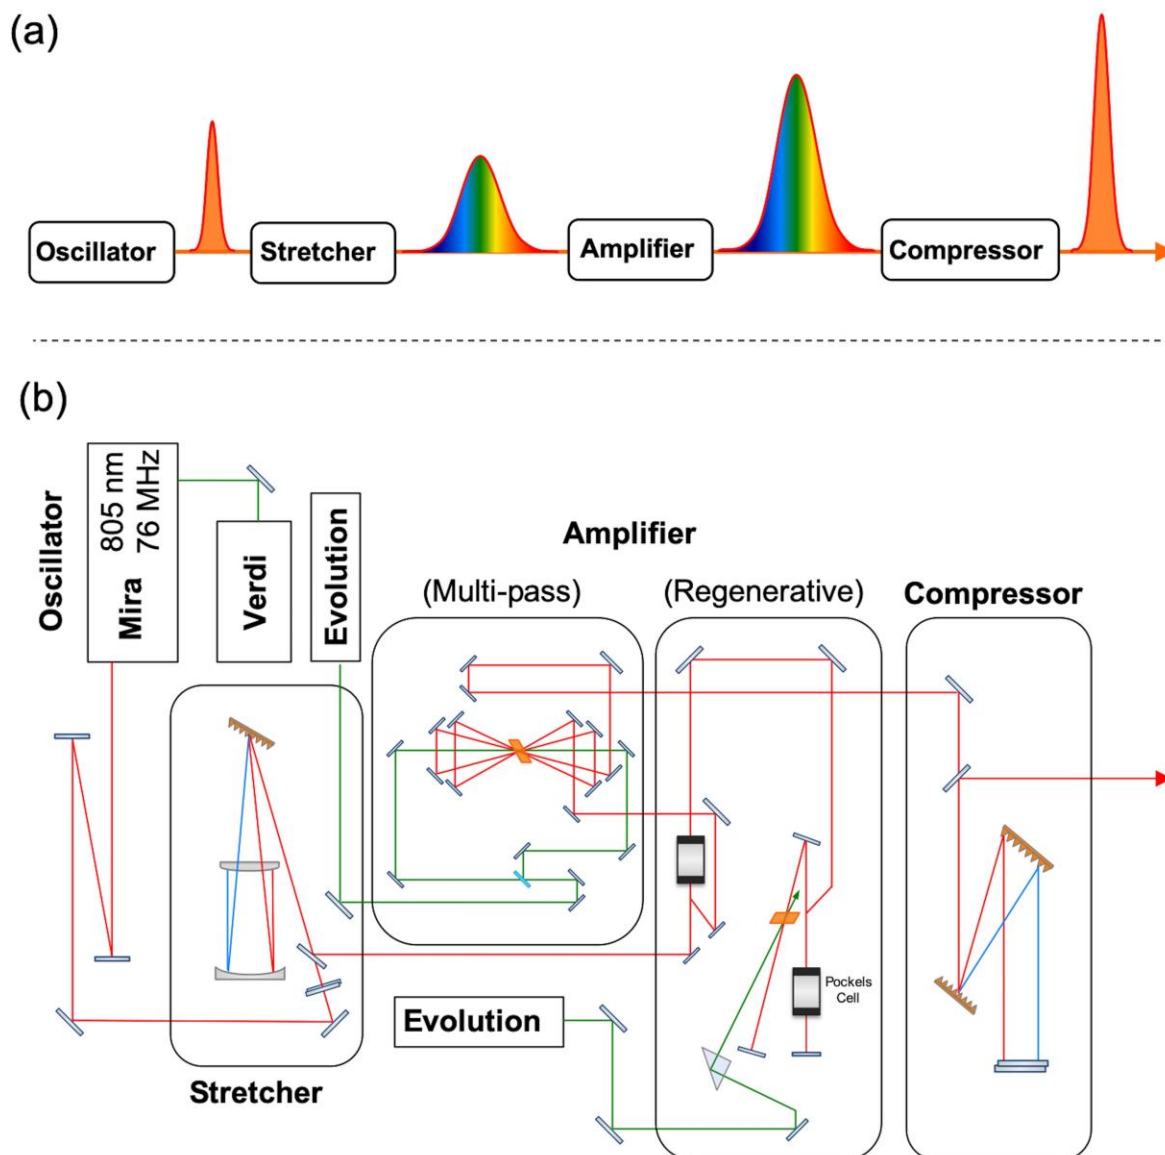 (a)
Oscillator
Stretcher
Amplifier
Compressor
(b)
Oscillator
Mira
805 nm
76 MHz
Verdi
Evolution
Amplifier
(Multi-pass)
(Regenerative)
Compressor
Pockels
Cell
Evolution
Stretcher